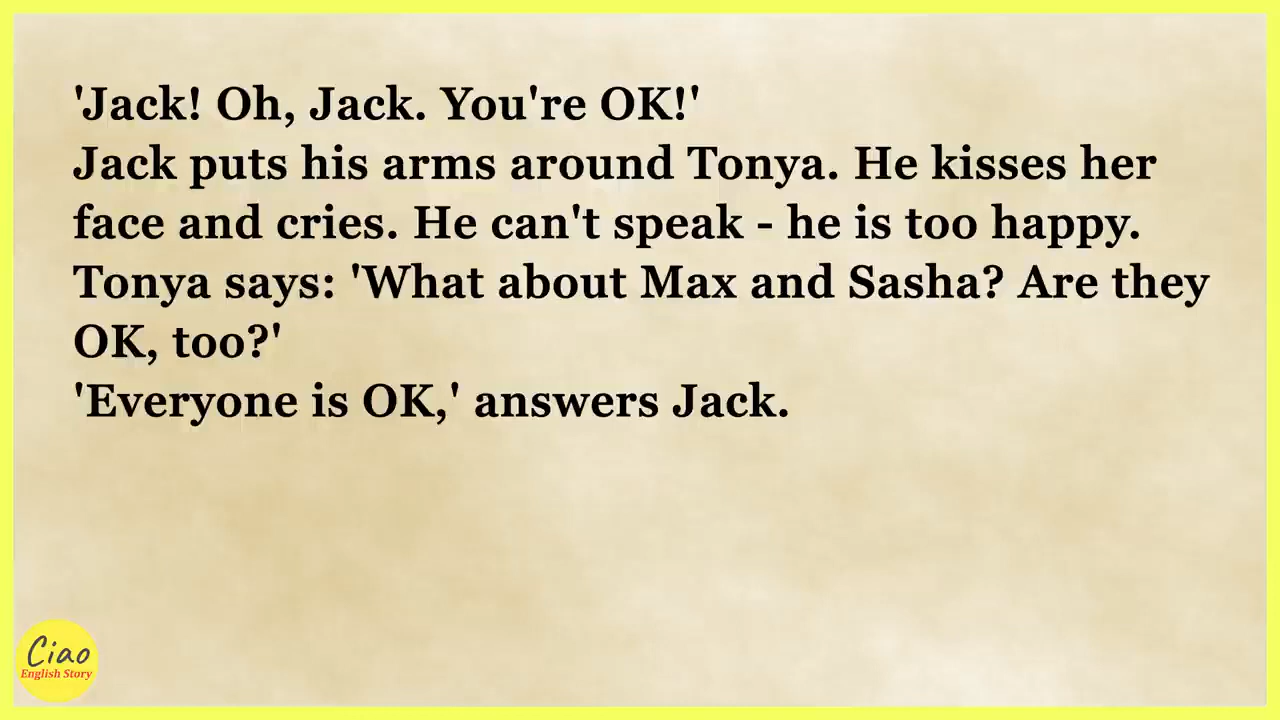 'Jack! Oh, Jack. You're OK!'
Jack puts his arms around Tonya. He kisses her
face and cries. He can't speak - he is too happy.
Tonya says: 'What about Max and Sasha? Are they
OK, too?'
'Everyone is OK,' answers Jack.
Ciao
English Story